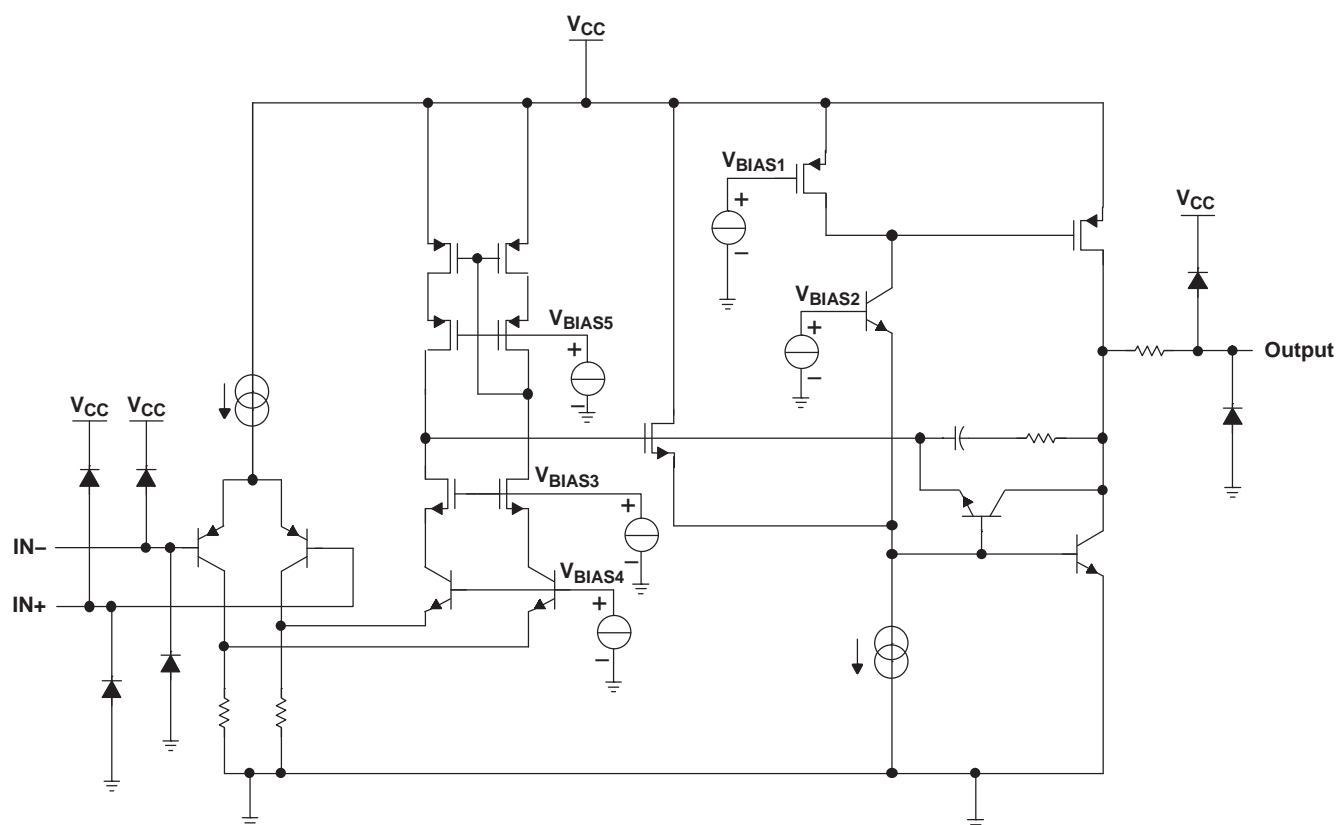 VCC
VBIAS1
VCC
VBIAS2
VBIAS5
+
−
+
−
+
−
Output
VCC
VCC
VBIAS3
+
−
IN−
VBIAS4
IN+
+
−